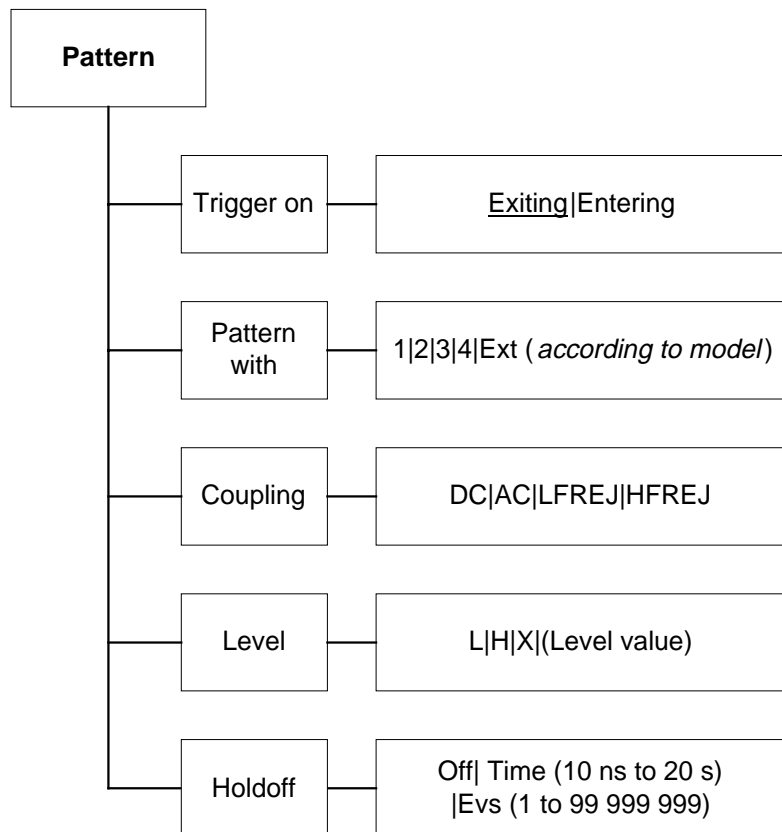 Pattern
Trigger on
Exiting|Entering
Pattern
with
1|2|3|4|Ext (according to model)
Coupling
DC|AC|LFREJ|HFREJ
Level
L|H|X|(Level value)
Holdoff
Off| Time (10 ns to 20 s)
|Evs (1 to 99 999 999)